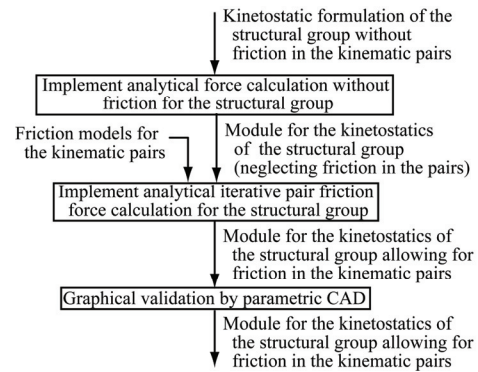 Kinetostatic formulation of the
structural group without
friction in the kinematic pairs
Implement analytical force calculation without
friction for the structural group
Friction models for
the kinematic pairs
Module for the kinetostatics
of the structural group
(neglecting friction in the pairs)
Implement analytical iterative pair friction
force calculation for the structural group
Module for the kinetostatics of
the structural group allowing for
friction in the kinematic pairs
Graphical validation by parametric CAD
Module for the kinetostatics of
the structural group allowing for
friction in the kinematic pairs